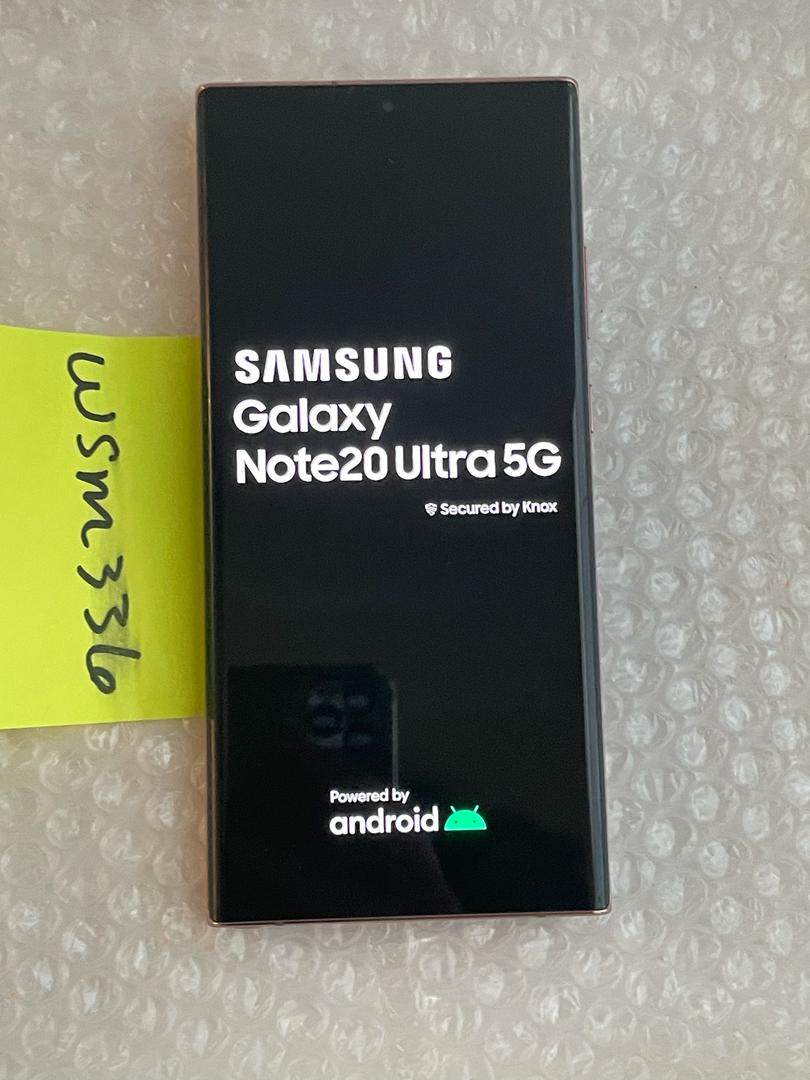 SAMSUNG
Galaxy
Note20 Ultra 5G
Secured by Knox
Powered by
android
wsm336